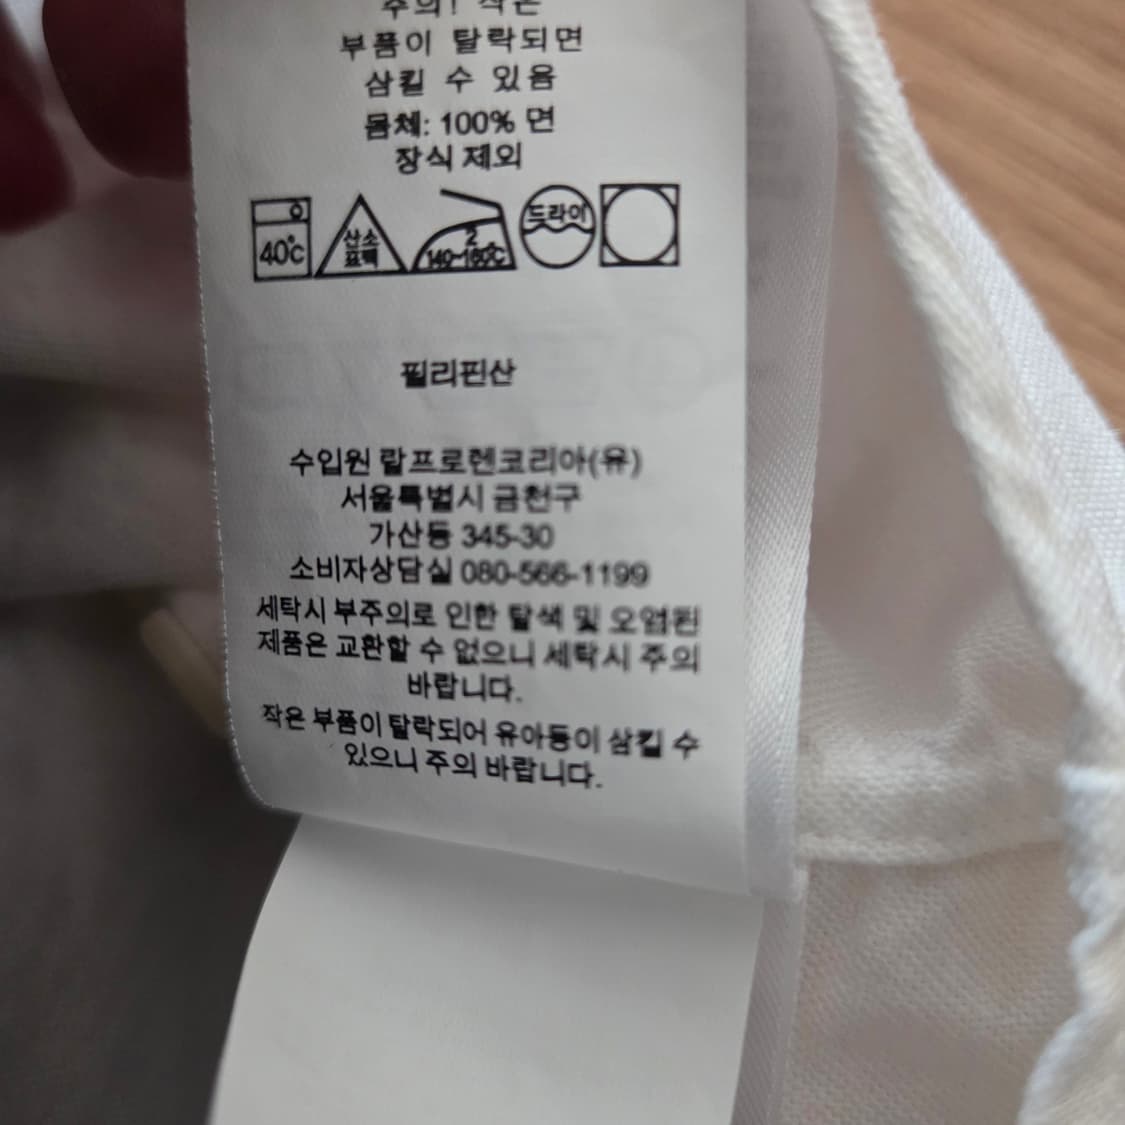 주의! 작은
부품이 탈락되면
삼킬 수 있음
몸체: 100% 면
장식 제외
40℃
산소
표백
2
140~160℃
드라이
필리핀산
수입원 랄프로렌코리아(유)
서울특별시 금천구
가산동 345-30
소비자상담실 080-566-1199
세탁시 부주의로 인한 탈색 및 오염된
제품은 교환할 수 없으니 세탁시 주의
바랍니다.
작은 부품이 탈락되어 유아등이 삼킬 수
있으니 주의 바랍니다.